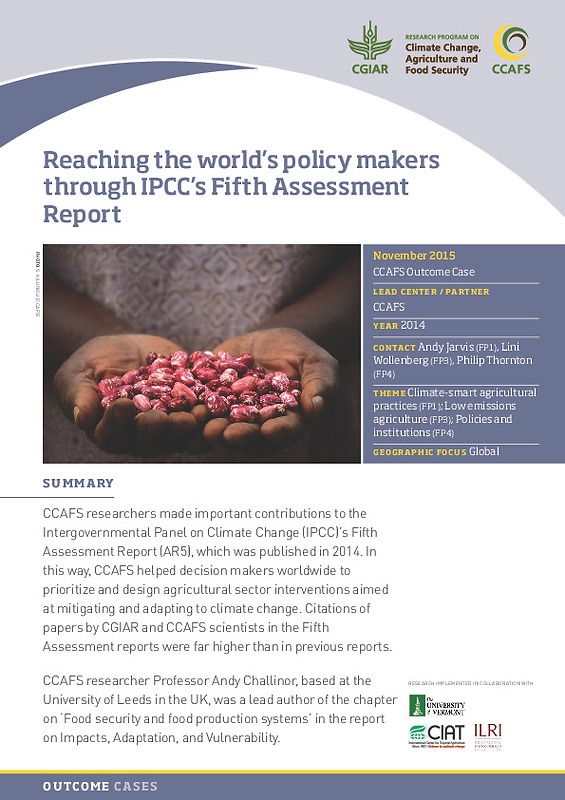 CGIAR
RESEARCH PROGRAM ON
Climate Change,
Agriculture and
Food Security
CCAFS
Reaching the world's policy makers
through IPCC's Fifth Assessment
Report
PHOTO
November 2015
CCAFS Outcome Case
LEAD CENTER / PARTNER
CCAFS
YEAR 2014
CONTACT Andy Jarvis (FP1), Lini
Wollenberg (FP3), Philip Thornton
(FP4)
THEME Climate-smart agricultural
practices (FP1); Low emissions
agriculture (FP3); Policies and
institutions (FP4)
GEOGRAPHIC FOCUS Global
SUMMARY
CCAFS researchers made important contributions to the
Intergovernmental Panel on Climate Change (IPCC)'s Fifth
Assessment Report (AR5), which was published in 2014. In
this way, CCAFS helped decision makers worldwide to
prioritize and design agricultural sector interventions aimed
at mitigating and adapting to climate change. Citations of
papers by CGIAR and CCAFS scientists in the Fifth
Assessment reports were far higher than in previous reports.
CCAFS researcher Professor Andy Challinor, based at the
University of Leeds in the UK, was a lead author of the chapter
on 'Food security and food production systems' in the report
on Impacts, Adaptation, and Vulnerability.
RESEARCH IMPLEMENTED IN COLLABORATION WITH
The
UNIVERSITY
of VERMONT
CIAT
International Center for Tropical Agriculture
ILRI
OUTCOME CASES